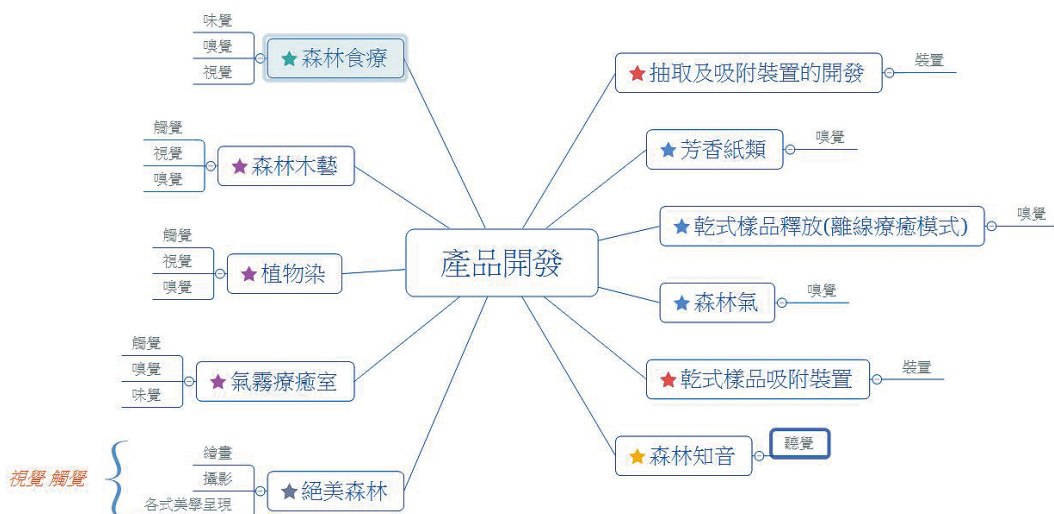 產品開發
味覺
嗅覺
視覺
森林食療
觸覺
視覺
嗅覺
森林木藝
觸覺
視覺
嗅覺
植物染
觸覺
嗅覺
味覺
氣霧療癒室
視覺 觸覺
繪畫
攝影
各式美學呈現
絕美森林
抽取及吸附裝置的開發
裝置
芳香紙類
嗅覺
乾式樣品釋放(離線療癒模式)
嗅覺
森林氣
嗅覺
乾式樣品吸附裝置
裝置
森林知音
聽覺